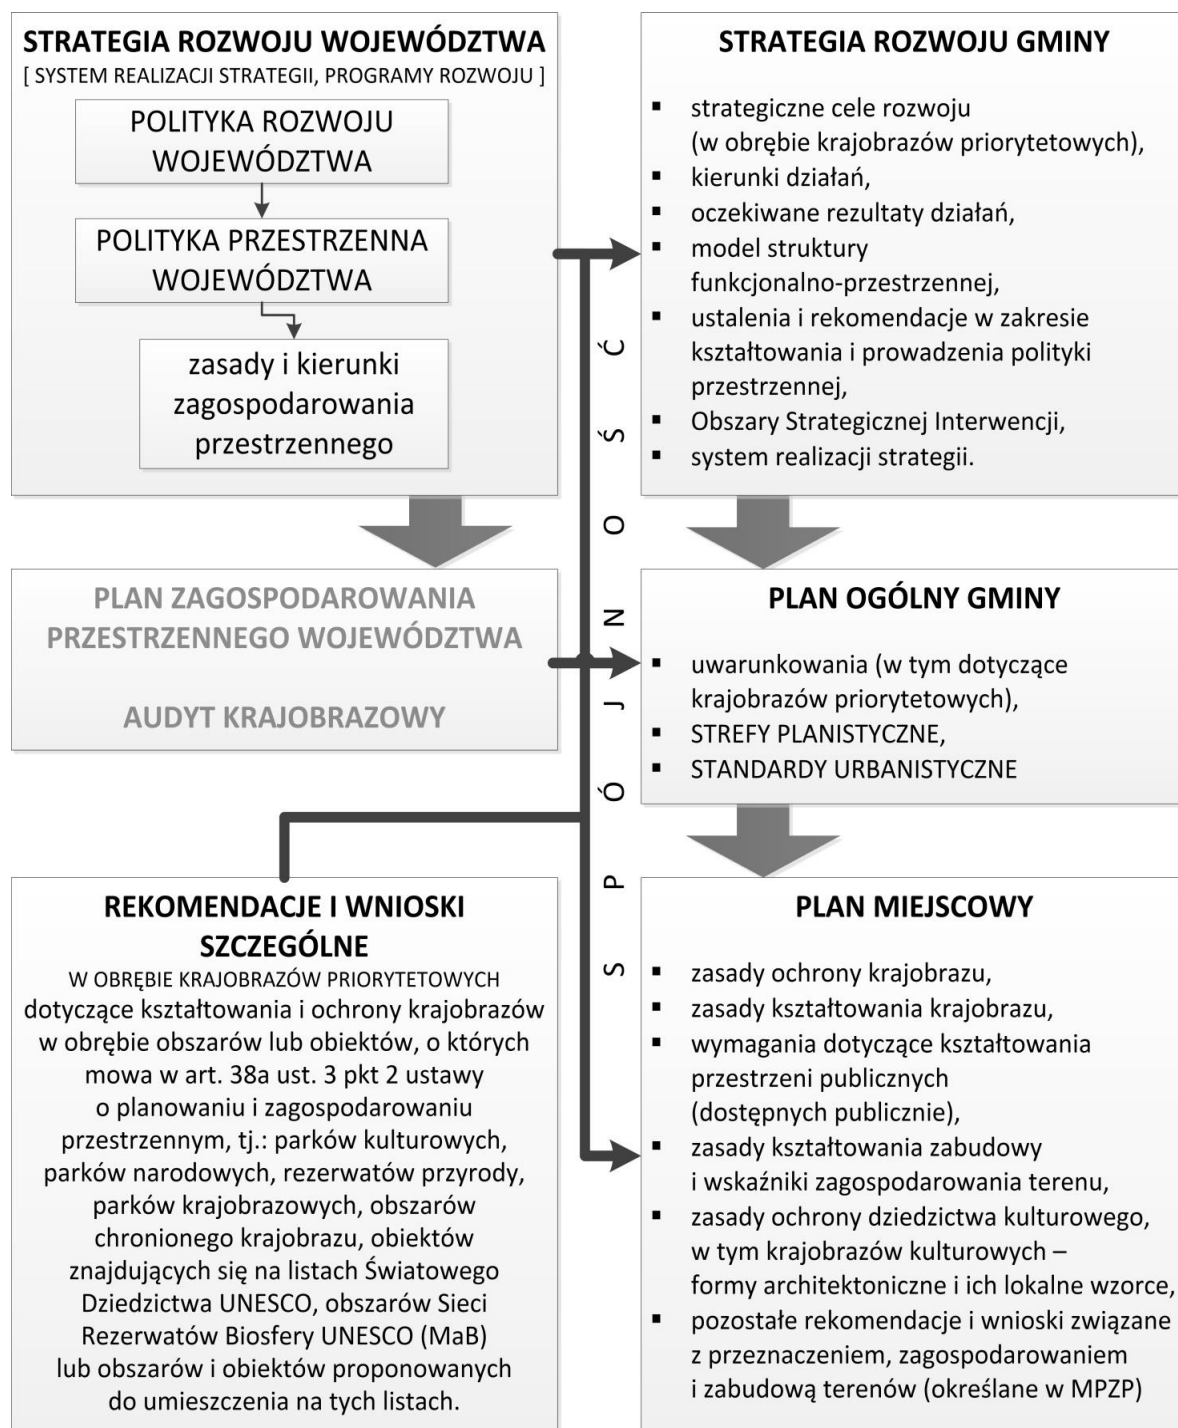 STRATEGIA ROZWOJU WOJEWÓDZTWA
[ SYSTEM REALIZACJI STRATEGII, PROGRAMY ROZWOJU ]
POLITYKA ROZWOJU
WOJEWÓDZTWA
POLITYKA PRZESTRZENNA
WOJEWÓDZTWA
zasady i kierunki
zagospodarowania
przestrzennego
PLAN ZAGOSPODAROWANIA
PRZESTRZENNEGO WOJEWÓDZTWA
AUDYT KRAJOBRAZOWY
REKOMENDACJE I WNIOSKI
SZCZEGÓLNE
W OBRĘBIE KRAJOBRAZÓW PRIORYTETOWYCH
dotyczące kształtowania i ochrony krajobrazów
w obrębie obszarów lub obiektów, o których
mowa w art. 38a ust. 3 pkt 2 ustawy
o planowaniu i zagospodarowaniu
przestrzennym, tj.: parków kulturowych,
parków narodowych, rezerwatów przyrody,
parków krajobrazowych, obszarów
chronionego krajobrazu, obiektów
znajdujących się na listach Światowego
Dziedzictwa UNESCO, obszarów Sieci
Rezerwatów Biosfery UNESCO (MaB)
lub obszarów i obiektów proponowanych
do umieszczenia na tych listach.
S P Ó J N O Ś Ć
STRATEGIA ROZWOJU GMINY
▪ strategiczne cele rozwoju
(w obrębie krajobrazów priorytetowych),
▪ kierunki działań,
▪ oczekiwane rezultaty działań,
▪ model struktury
funkcjonalno-przestrzennej,
▪ ustalenia i rekomendacje w zakresie
kształtowania i prowadzenia polityki
przestrzennej,
▪ Obszary Strategicznej Interwencji,
▪ system realizacji strategii.
PLAN OGÓLNY GMINY
▪ uwarunkowania (w tym dotyczące
krajobrazów priorytetowych),
▪ STREFY PLANISTYCZNE,
▪ STANDARDY URBANISTYCZNE
PLAN MIEJSCOWY
▪ zasady ochrony krajobrazu,
▪ zasady kształtowania krajobrazu,
▪ wymagania dotyczące kształtowania
przestrzeni publicznych
(dostępnych publicznie),
▪ zasady kształtowania zabudowy
i wskaźniki zagospodarowania terenu,
▪ zasady ochrony dziedzictwa kulturowego,
w tym krajobrazów kulturowych –
formy architektoniczne i ich lokalne wzorce,
▪ pozostałe rekomendacje i wnioski związane
z przeznaczeniem, zagospodarowaniem
i zabudową terenów (określane w MPZP)